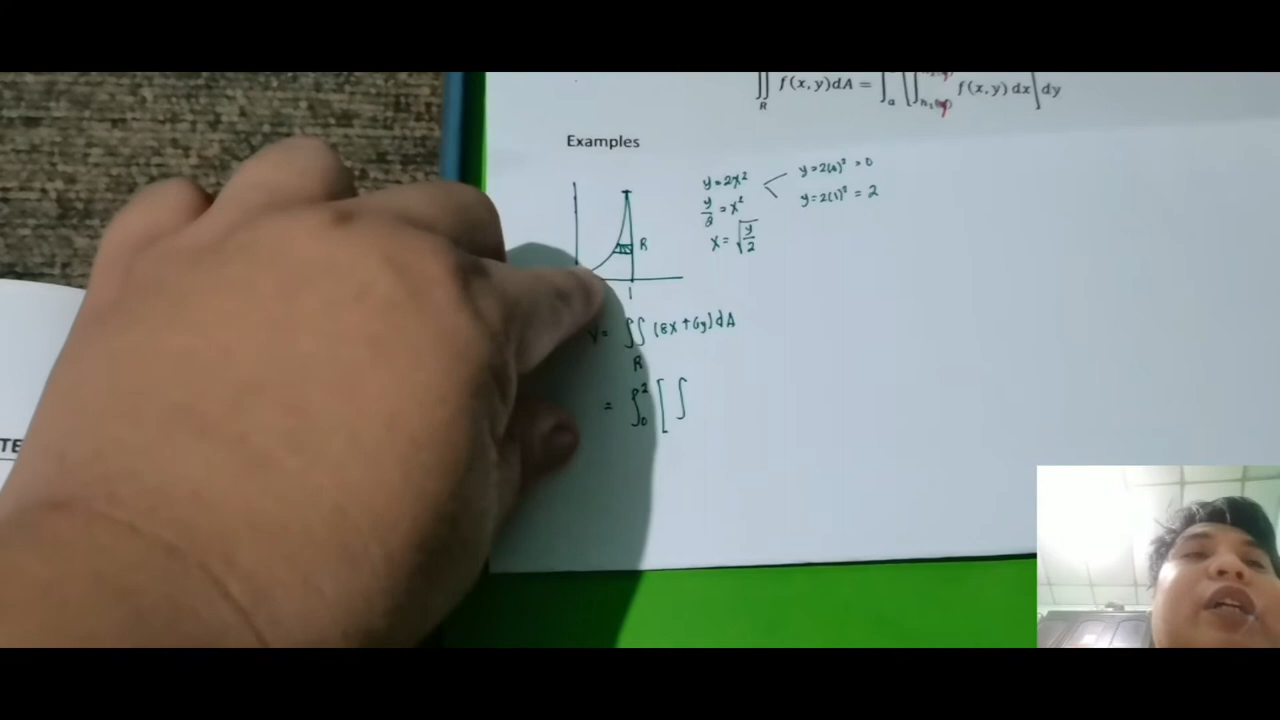 ∬ f(x, y)dA = ∫ [∫ f(x, y) dx] dy
R a h₁(y)
Examples
y=2x²
y=2(0)² =0
y=2(1)² = 2
y/2 = x²
x= √(y/2)
R
1
V= ∬ (8x+6y)dA
R
= ∫₀² [ ∫
TE